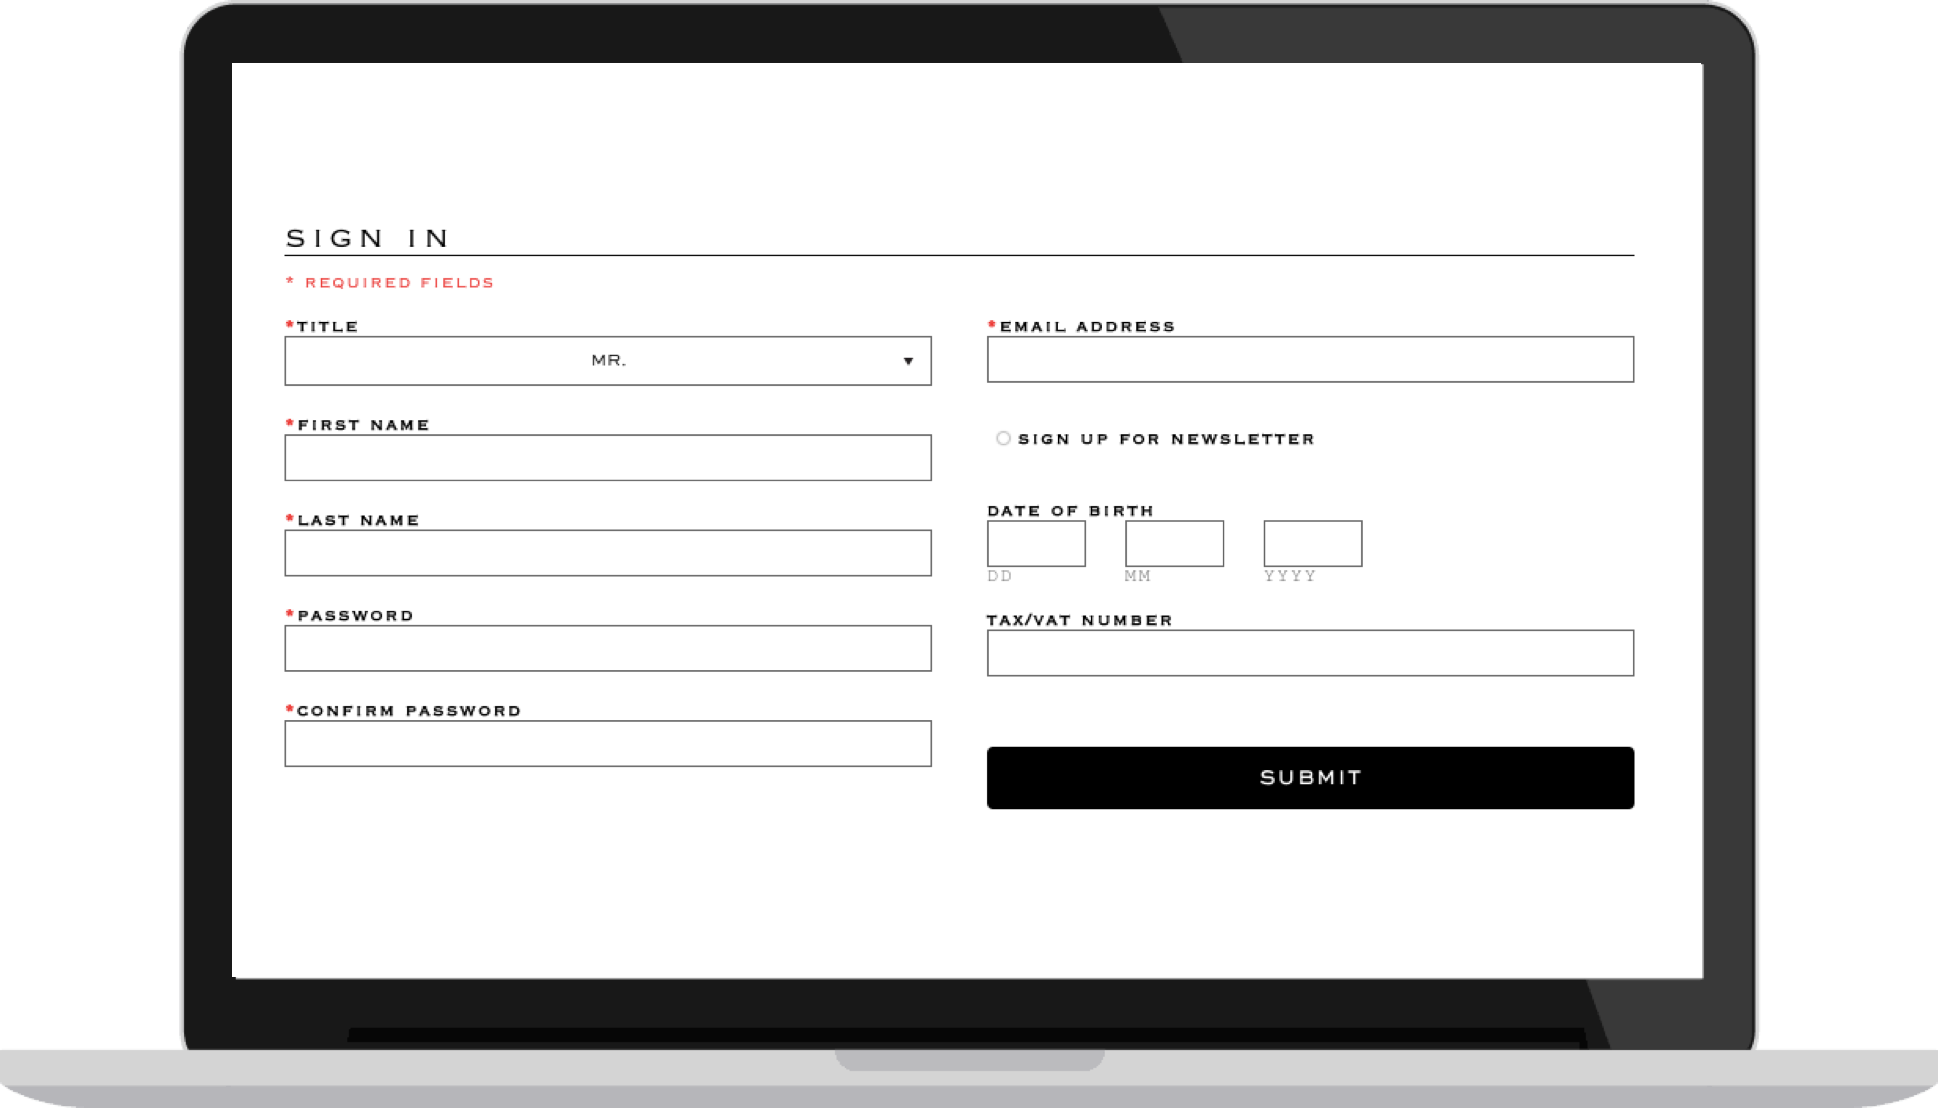 SIGN IN
* REQUIRED FIELDS
*TITLE
MR.
*FIRST NAME
*LAST NAME
*PASSWORD
*CONFIRM PASSWORD
*EMAIL ADDRESS
SIGN UP FOR NEWSLETTER
DATE OF BIRTH
DD MM YYYY
TAX/VAT NUMBER
SUBMIT